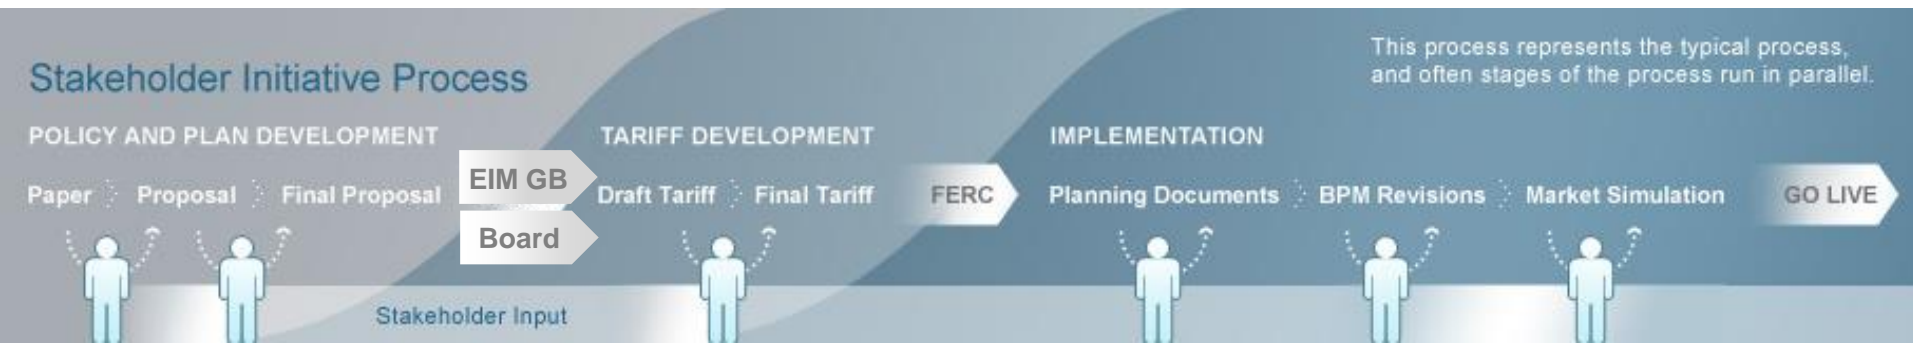 This process represents the typical process,
and often stages of the process run in parallel.
Stakeholder Initiative Process
POLICY AND PLAN DEVELOPMENT
Paper Proposal Final Proposal
EIM GB
Board
TARIFF DEVELOPMENT
Draft Tariff Final Tariff
FERC
IMPLEMENTATION
Planning Documents BPM Revisions Market Simulation
GO LIVE
Stakeholder Input